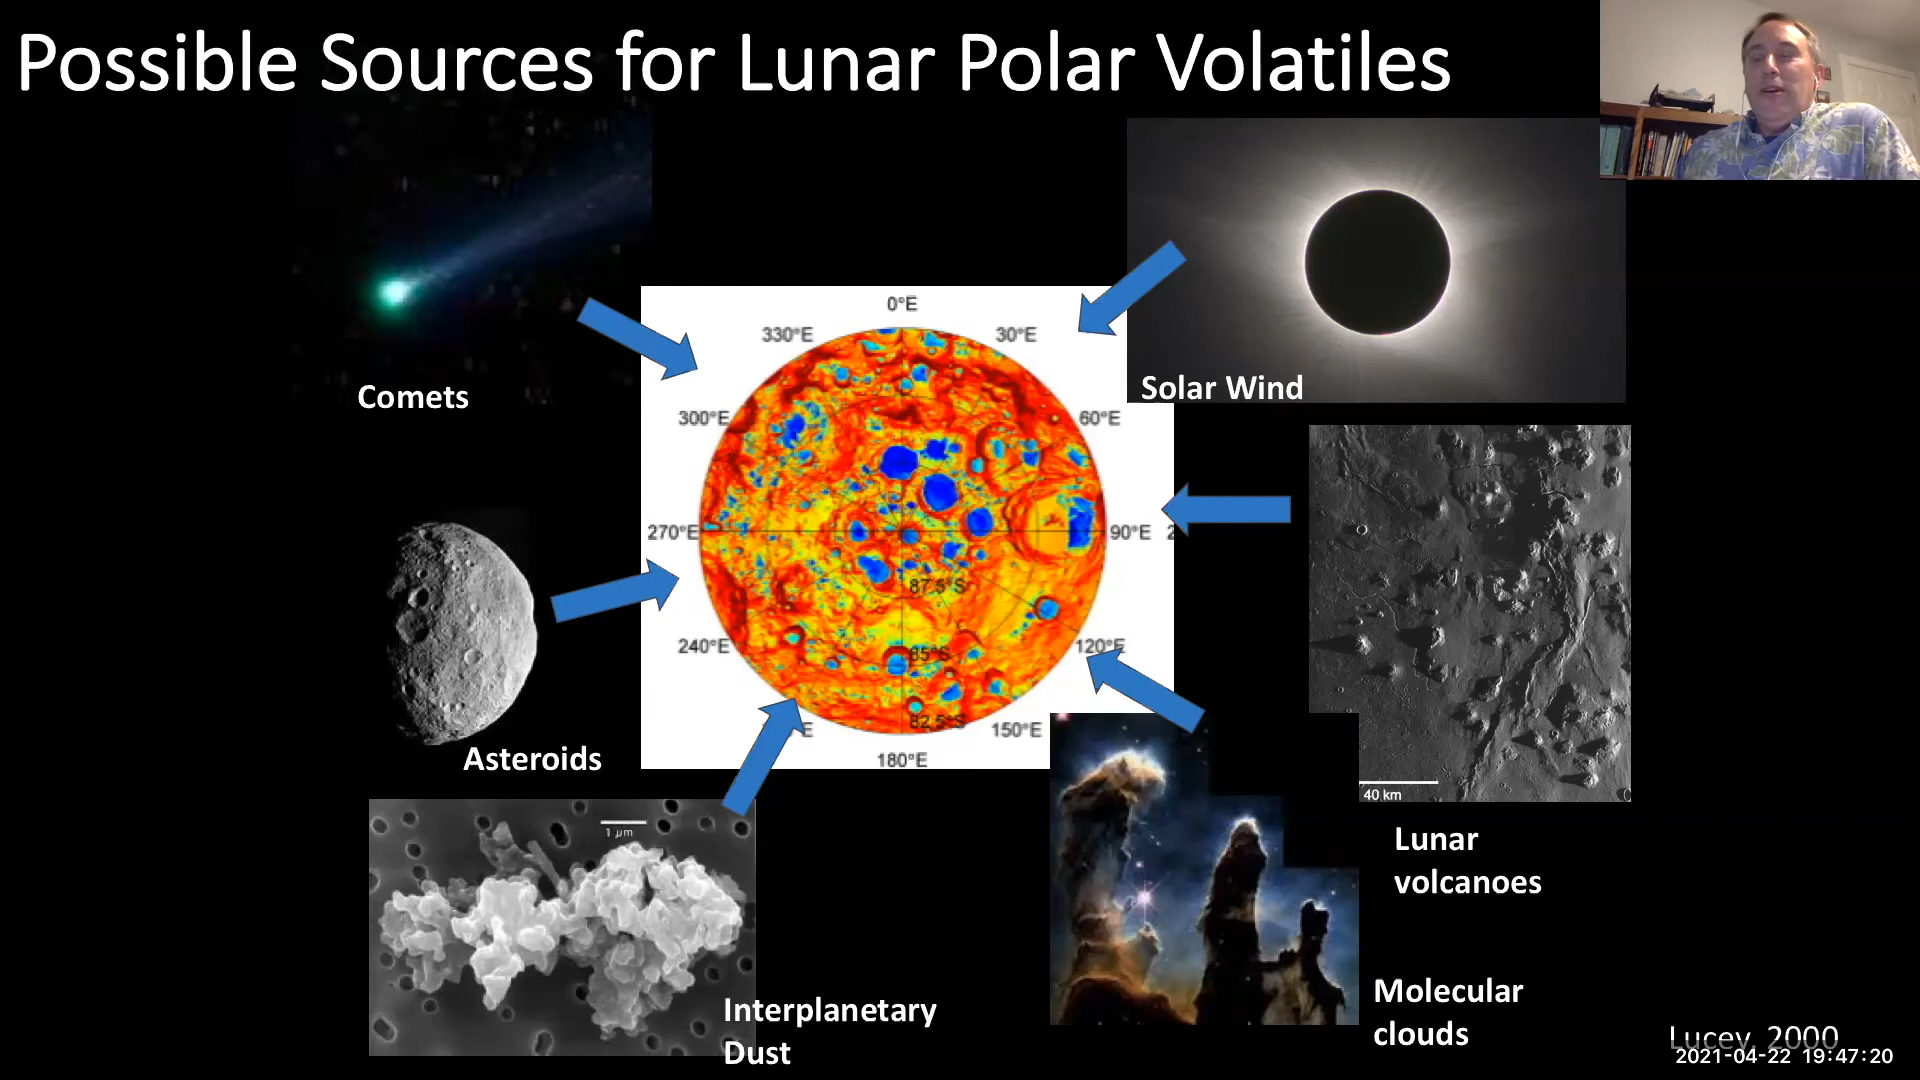 Possible Sources for Lunar Polar Volatiles
Comets
Solar Wind
0°E
330°E
30°E
300°E
60°E
270°E
90°E
2
87.5°S
240°E
120°E
85°S
82.5°S
150°E
180°E
40 km
Asteroids
Lunar
volcanoes
1 µm
Interplanetary
Dust
Molecular
clouds
Lucey, 2000
2021-04-22 19:47:20